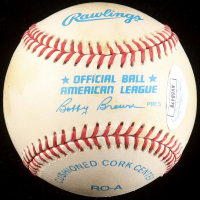 Rawlings
★ OFFICIAL BALL ★
AMERICAN LEAGUE
Bobby Brown PRES.
CUSHIONED CORK CENTER
RO-A